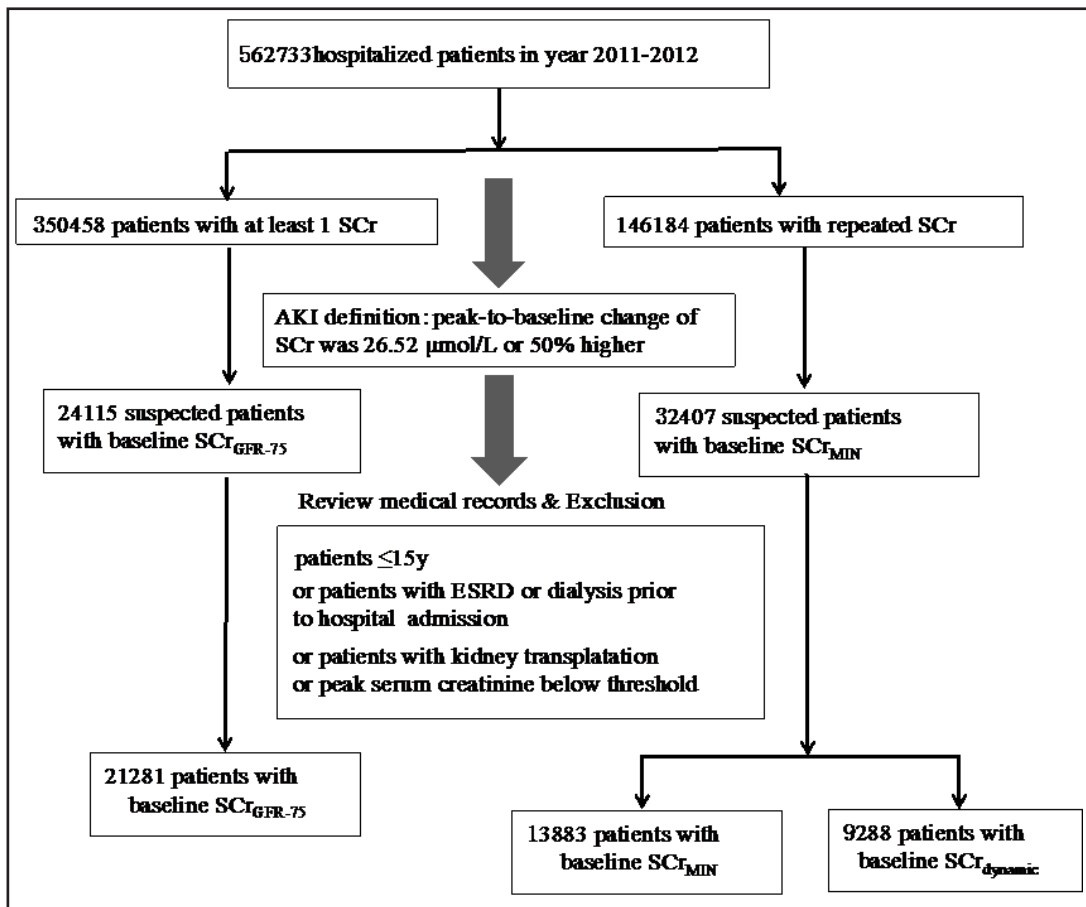 562733hospitalized patients in year 2011-2012
350458 patients with at least 1 SCr
146184 patients with repeated SCr
AKI definition: peak-to-baseline change of
SCr was 26.52 μmol/L or 50% higher
24115 suspected patients
with baseline SCrGFR-75
32407 suspected patients
with baseline SCrMIN
Review medical records & Exclusion
patients ≤15y
or patients with ESRD or dialysis prior
to hospital admission
or patients with kidney transplatation
or peak serum creatinine below threshold
21281 patients with
baseline SCrGFR-75
13883 patients with
baseline SCrMIN
9288 patients with
baseline SCrdynamic